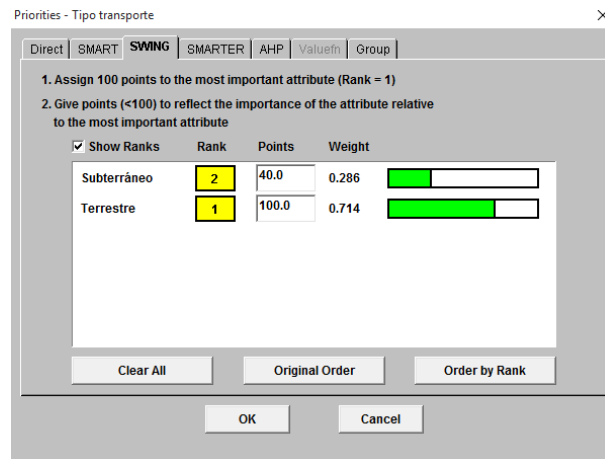 Priorities - Tipo transporte
Direct SMART SWING SMARTER AHP Valuefn Group
1. Assign 100 points to the most important attribute (Rank = 1)
2. Give points (<100) to reflect the importance of the attribute relative
to the most important attribute
Show Ranks Rank Points Weight
Subterráneo 2 40.0 0.286
Terrestre 1 100.0 0.714
Clear All Original Order Order by Rank
OK Cancel